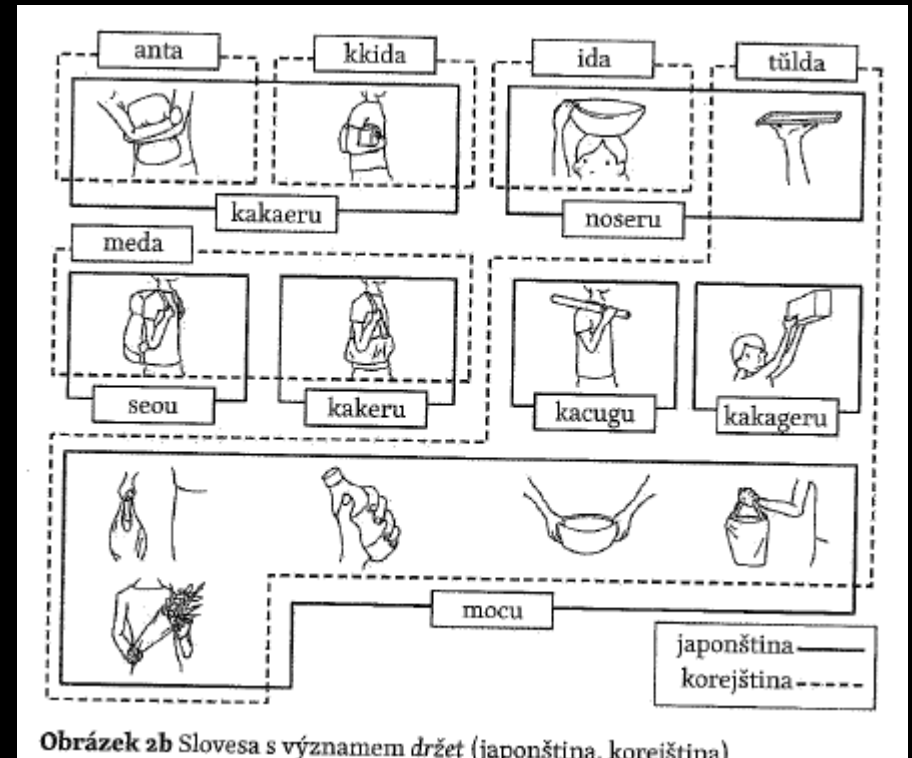 anta
kkida
ida
tŭlda
kakaeru
noseru
meda
seou
kakeru
kacugu
kakageru
mocu
japonština
korejština
Obrázek 2b Slovesa s významem držet (japonština, korejština)